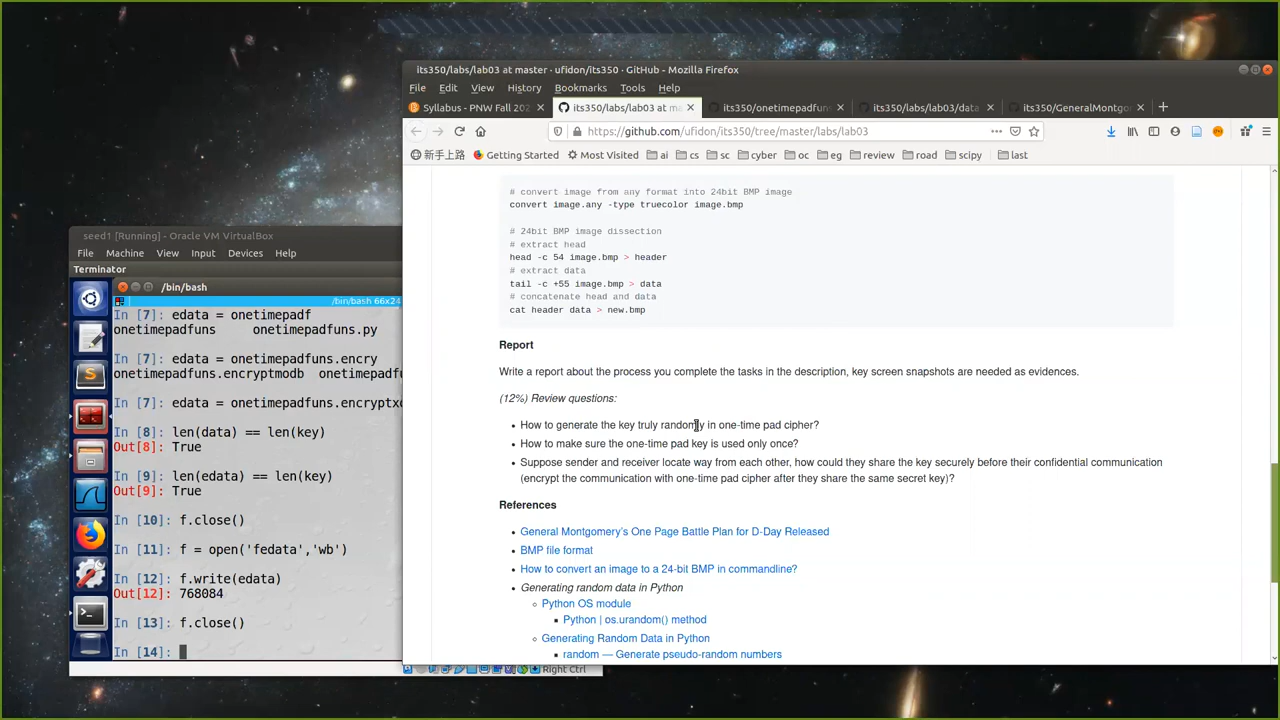 its350/labs/lab03 at master · ufidon/its350 · GitHub - Mozilla Firefox
File Edit View History Bookmarks Tools Help
Syllabus - PNW Fall 202 its350/labs/lab03 at ma its350/onetimepadfuns. its350/labs/lab03/data its350/GeneralMontgo
https://github.com/ufidon/its350/tree/master/labs/lab03
新手上路 Getting Started Most Visited ai cs sc cyber oc eg review road scipy last
# convert image from any format into 24bit BMP image
convert image.any -type truecolor image.bmp
# 24bit BMP image dissection
# extract head
head -c 54 image.bmp > header
# extract data
tail -c +55 image.bmp > data
# concatenate head and data
cat header data > new.bmp
Report
Write a report about the process you complete the tasks in the description, key screen snapshots are needed as evidences.
(12%) Review questions:
How to generate the key truly randomly in one-time pad cipher?
How to make sure the one-time pad key is used only once?
Suppose sender and receiver locate way from each other, how could they share the key securely before their confidential communication
(encrypt the communication with one-time pad cipher after they share the same secret key)?
References
General Montgomery's One Page Battle Plan for D-Day Released
BMP file format
How to convert an image to a 24-bit BMP in commandline?
Generating random data in Python
Python OS module
Python | os.urandom() method
Generating Random Data in Python
random — Generate pseudo-random numbers
seed1 [Running] - Oracle VM VirtualBox
File Machine View Input Devices Help
Terminator
/bin/bash
/bin/bash 66x24
In [7]: edata = onetimepadf
onetimepadfuns onetimepadfuns.py
In [7]: edata = onetimepadfuns.encry
onetimepadfuns.encryptmodb onetimepadfu
In [7]: edata = onetimepadfuns.encryptxo
In [8]: len(data) == len(key)
Out[8]: True
In [9]: len(edata) == len(key)
Out[9]: True
In [10]: f.close()
In [11]: f = open('fedata','wb')
In [12]: f.write(edata)
Out[12]: 768084
In [13]: f.close()
In [14]:
Right Ctrl